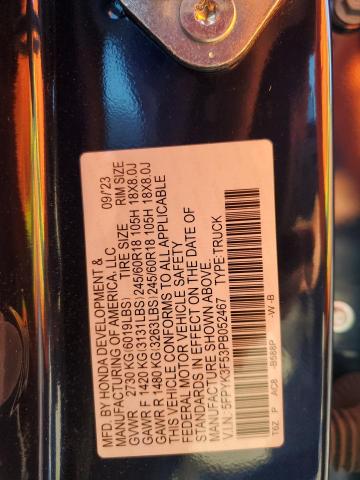 MFD. BY HONDA DEVELOPMENT & 09/'23
MANUFACTURING OF AMERICA, LLC
TIRE SIZE RIM SIZE
GVWR 2730 KG(6019LBS)
GAWR F 1420 KG(3131LBS) 245/60R18 105H 18X8.0J
GAWR R 1480 KG(3263LBS) 245/60R18 105H 18X8.0J
THIS VEHICLE CONFORMS TO ALL APPLICABLE
FEDERAL MOTOR VEHICLE SAFETY
STANDARDS IN EFFECT ON THE DATE OF
MANUFACTURE SHOWN ABOVE.
V.I.N: 5FPYK3F53PB052467 TYPE:TRUCK
T6Z P AC8 -B588P -W-B